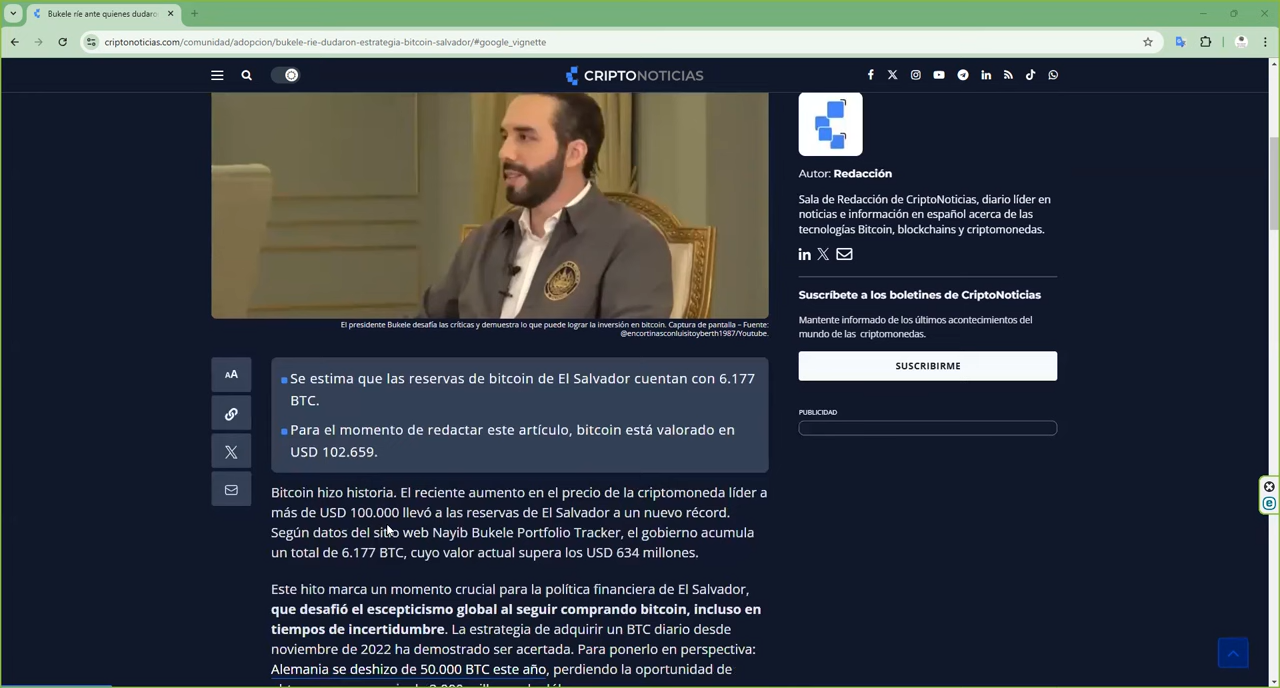 Bukele ríe ante quienes dudaro
criptonoticias.com/comunidad/adopcion/bukele-rie-dudaron-estrategia-bitcoin-salvador/#google_vignette
CRIPTONOTICIAS
El presidente Bukele desafía las críticas y demuestra lo que puede lograr la inversión en bitcoin. Captura de pantalla – Fuente:
@encortinasconluisitoyberth1987/Youtube.
AA
Se estima que las reservas de bitcoin de El Salvador cuentan con 6.177
BTC.
Para el momento de redactar este artículo, bitcoin está valorado en
USD 102.659.
Bitcoin hizo historia. El reciente aumento en el precio de la criptomoneda líder a
más de USD 100.000 llevó a las reservas de El Salvador a un nuevo récord.
Según datos del sitio web Nayib Bukele Portfolio Tracker, el gobierno acumula
un total de 6.177 BTC, cuyo valor actual supera los USD 634 millones.
Este hito marca un momento crucial para la política financiera de El Salvador,
que desafió el escepticismo global al seguir comprando bitcoin, incluso en
tiempos de incertidumbre. La estrategia de adquirir un BTC diario desde
noviembre de 2022 ha demostrado ser acertada. Para ponerlo en perspectiva:
Alemania se deshizo de 50.000 BTC este año, perdiendo la oportunidad de
Autor: Redacción
Sala de Redacción de CriptoNoticias, diario líder en
noticias e información en español acerca de las
tecnologías Bitcoin, blockchains y criptomonedas.
Suscríbete a los boletines de CriptoNoticias
Mantente informado de los últimos acontecimientos del
mundo de las criptomonedas.
SUSCRIBIRME
PUBLICIDAD